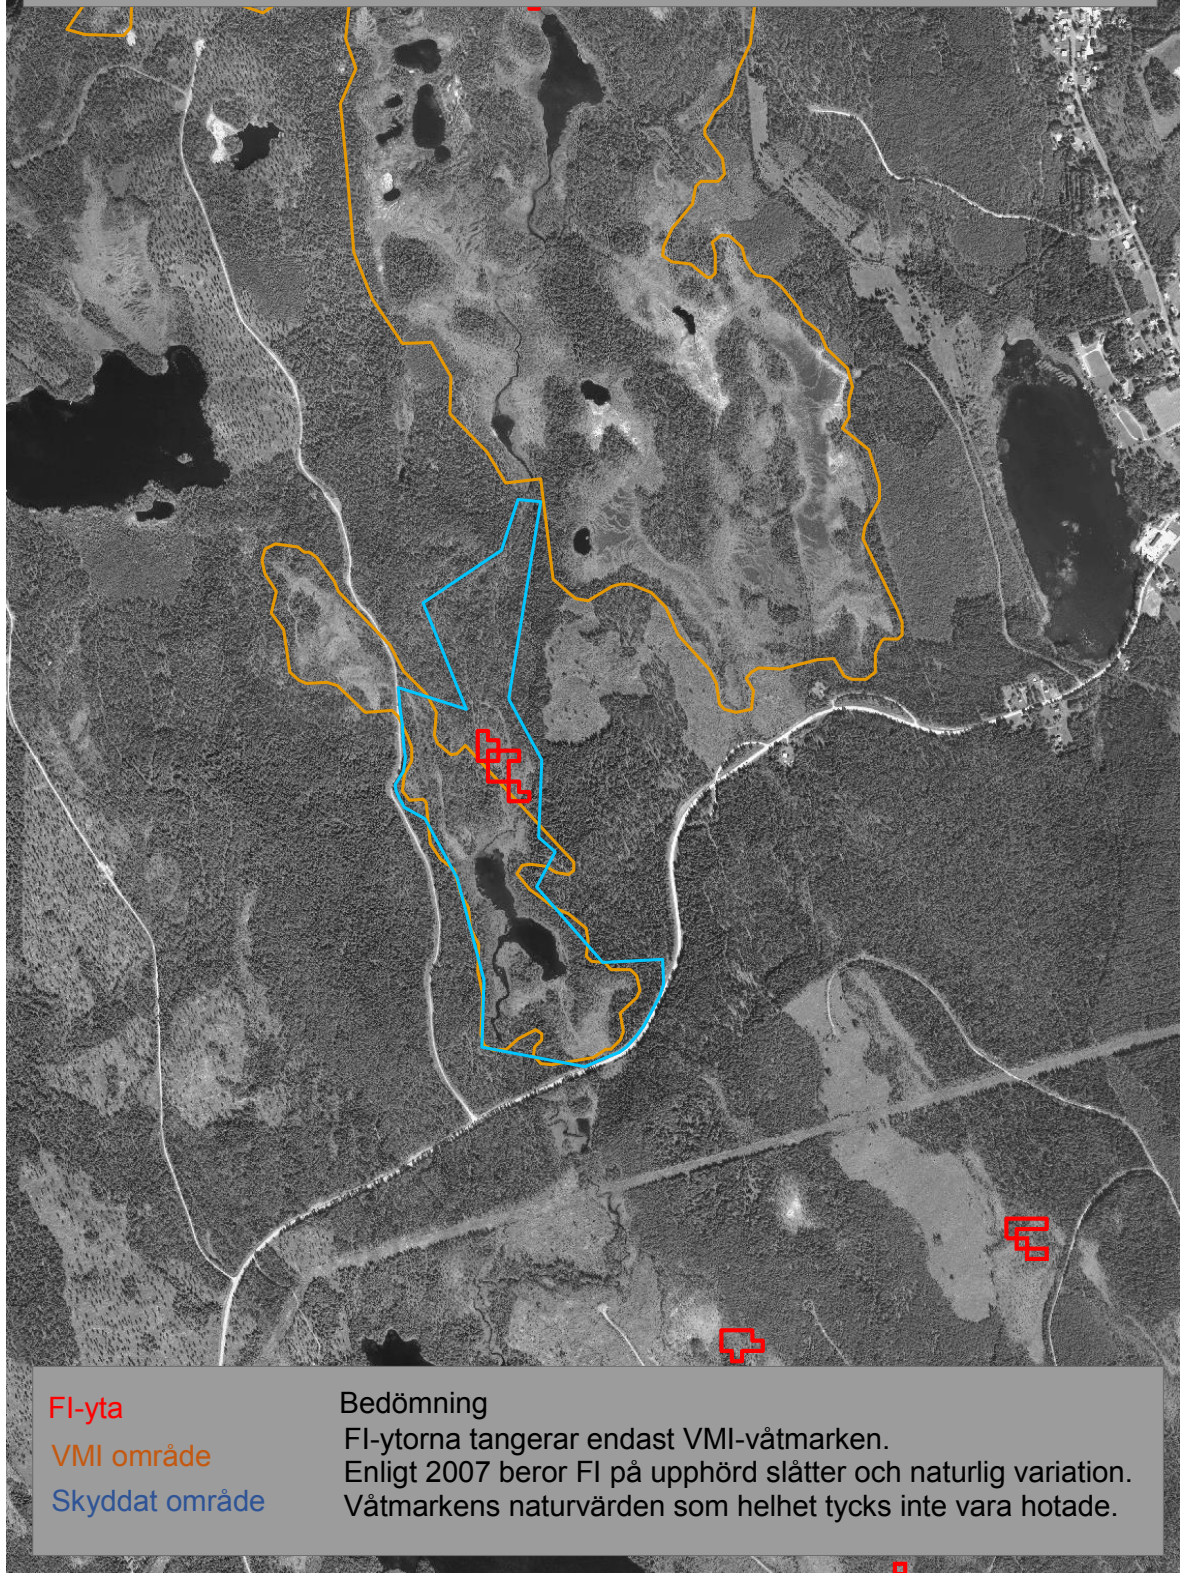 FI-yta
VMI område
Skyddat område
Bedömning
FI-ytorna tangerar endast VMI-våtmarken.
Enligt 2007 beror FI på upphörd slåtter och naturlig variation.
Våtmarkens naturvärden som helhet tycks inte vara hotade.